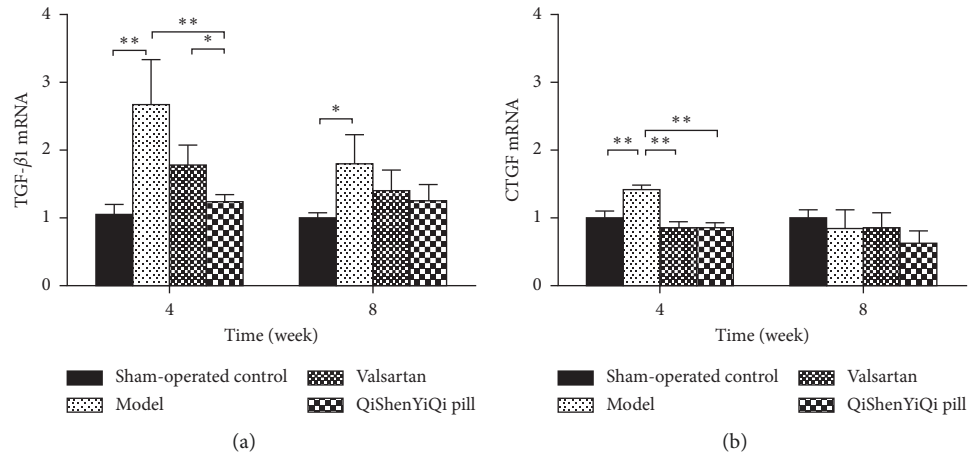 4
3
2
1
0
TGF-β1 mRNA
**
**
*
*
4
8
Time (week)
Sham-operated control
Model
Valsartan
QiShenYiQi pill
(a)
4
3
2
1
0
CTGF mRNA
**
**
**
4
8
Time (week)
Sham-operated control
Model
Valsartan
QiShenYiQi pill
(b)